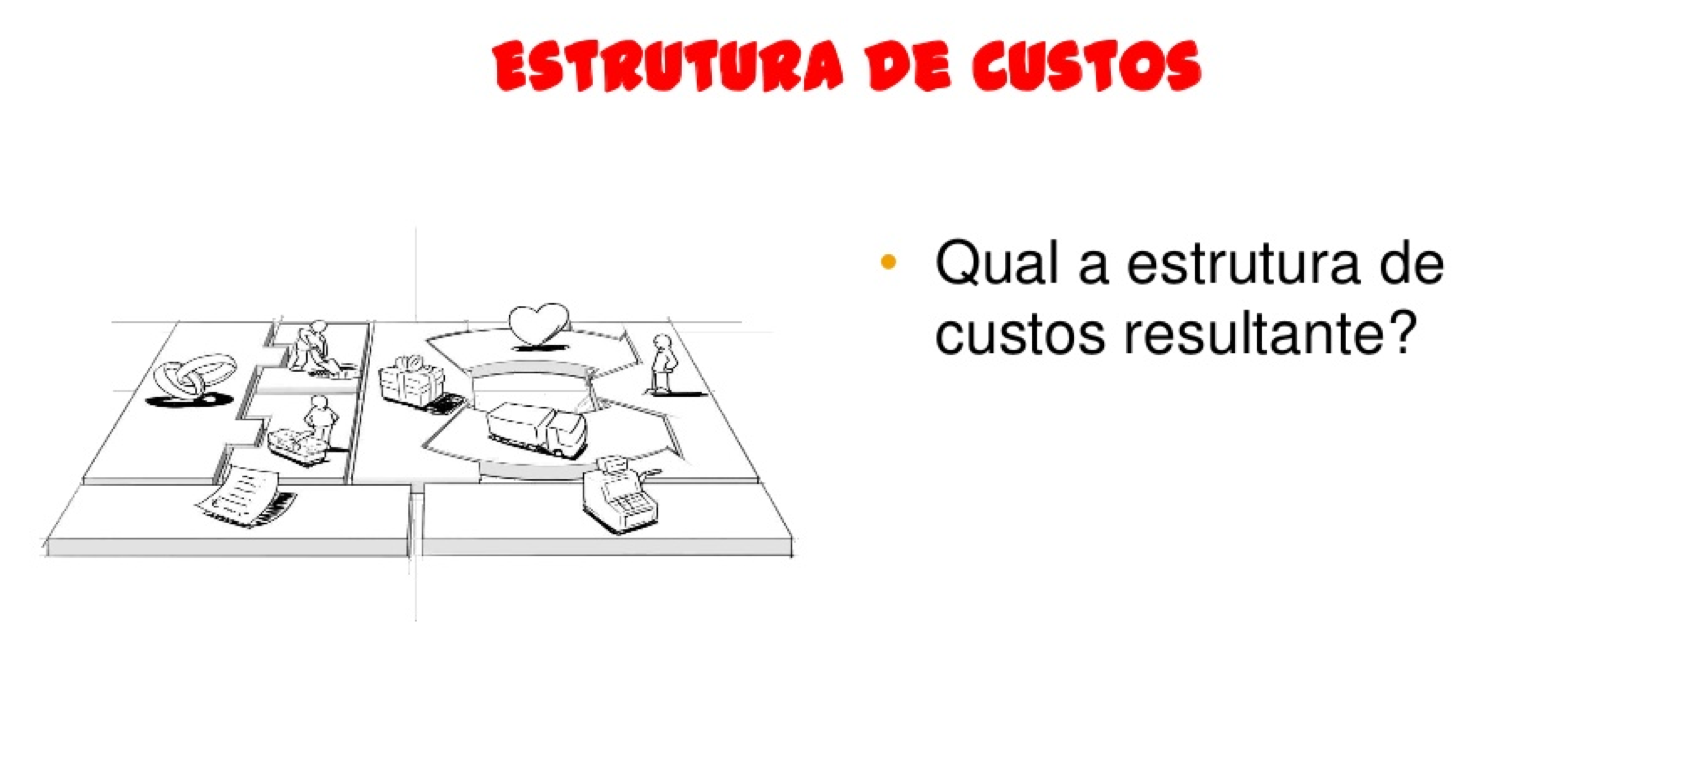 ESTRUTURA DE CUSTOS
• Qual a estrutura de
custos resultante?